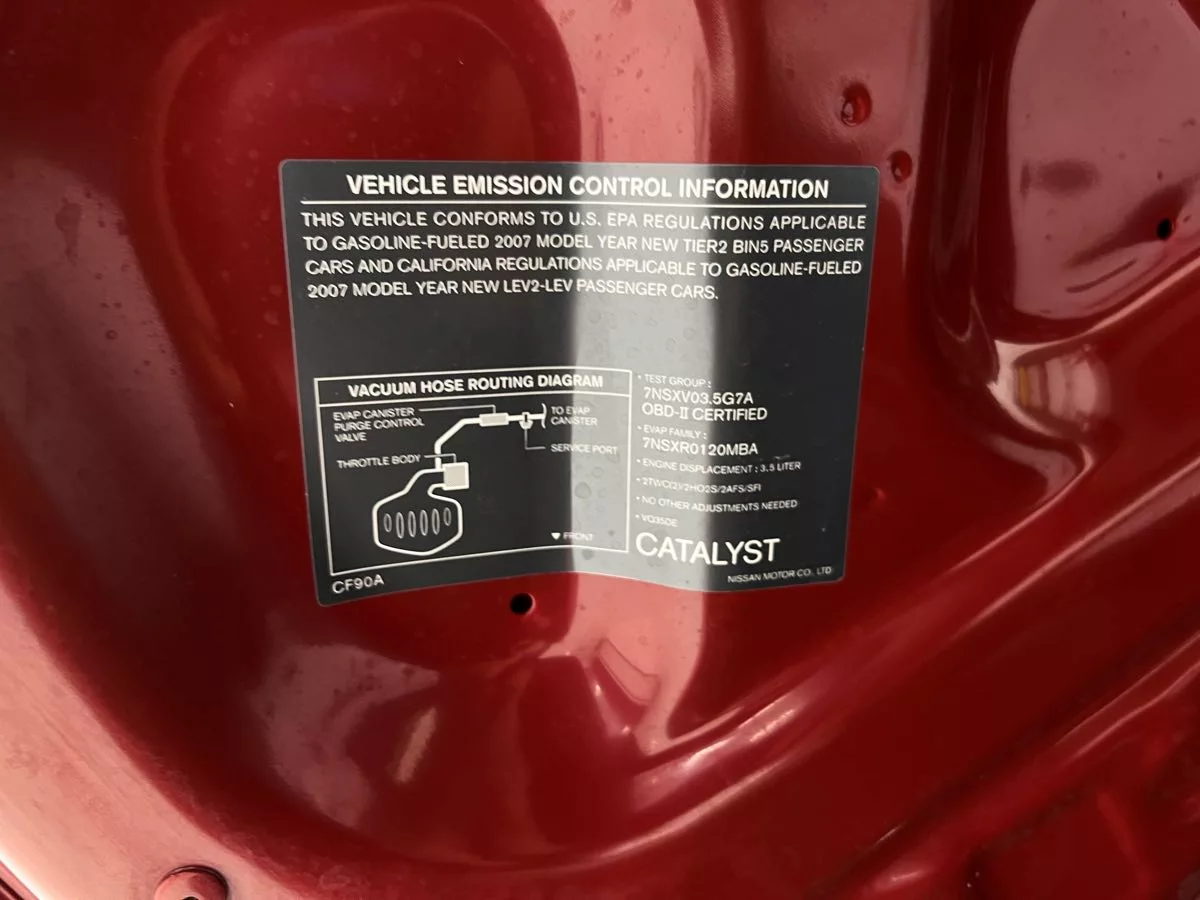 VEHICLE EMISSION CONTROL INFORMATION
THIS VEHICLE CONFORMS TO U.S. EPA REGULATIONS APPLICABLE
TO GASOLINE-FUELED 2007 MODEL YEAR NEW TIER2 BIN5 PASSENGER
CARS AND CALIFORNIA REGULATIONS APPLICABLE TO GASOLINE-FUELED
2007 MODEL YEAR NEW LEV2-LEV PASSENGER CARS.
VACUUM HOSE ROUTING DIAGRAM
EVAP CANISTER
PURGE CONTROL
VALVE
TO EVAP
CANISTER
SERVICE PORT
THROTTLE BODY
▼ FRONT
CF90A
• TEST GROUP :
7NSXV03.5G7A
OBD-II CERTIFIED
• EVAP FAMILY :
7NSXR0120MBA
• ENGINE DISPLACEMENT : 3.5 LITER
• 2TWC(2)/2HO2S/2AFS/SFI
• NO OTHER ADJUSTMENTS NEEDED
• VQ35DE
CATALYST
NISSAN MOTOR CO., LTD.